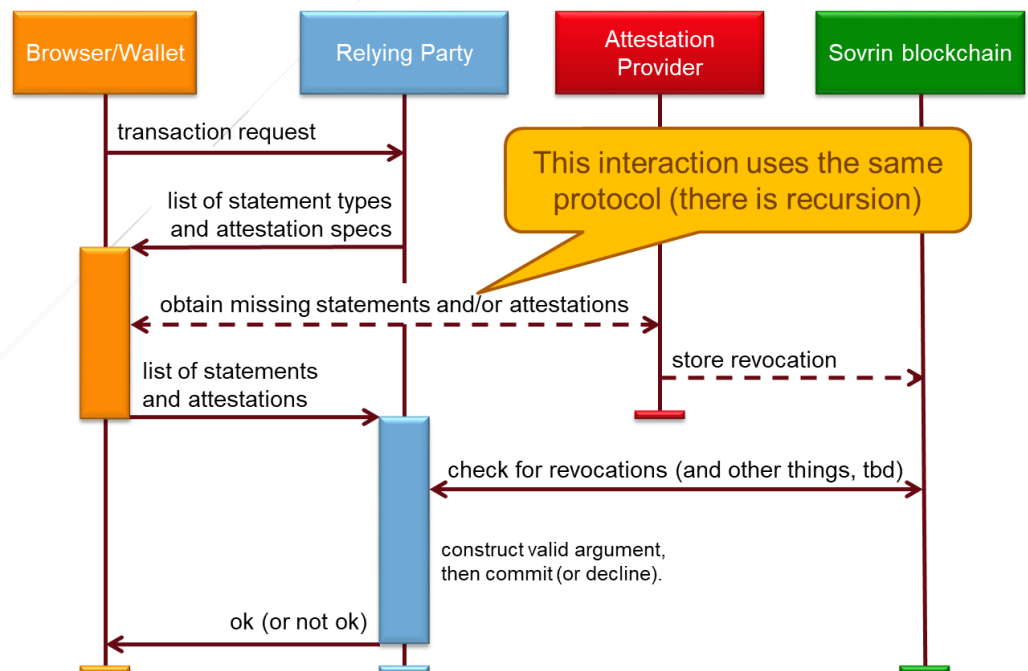 Browser/Wallet
Relying Party
Attestation
Provider
Sovrin blockchain
transaction request
This interaction uses the same
protocol (there is recursion)
list of statement types
and attestation specs
obtain missing statements and/or attestations
store revocation
list of statements
and attestations
check for revocations (and other things, tbd)
construct valid argument,
then commit (or decline).
ok (or not ok)